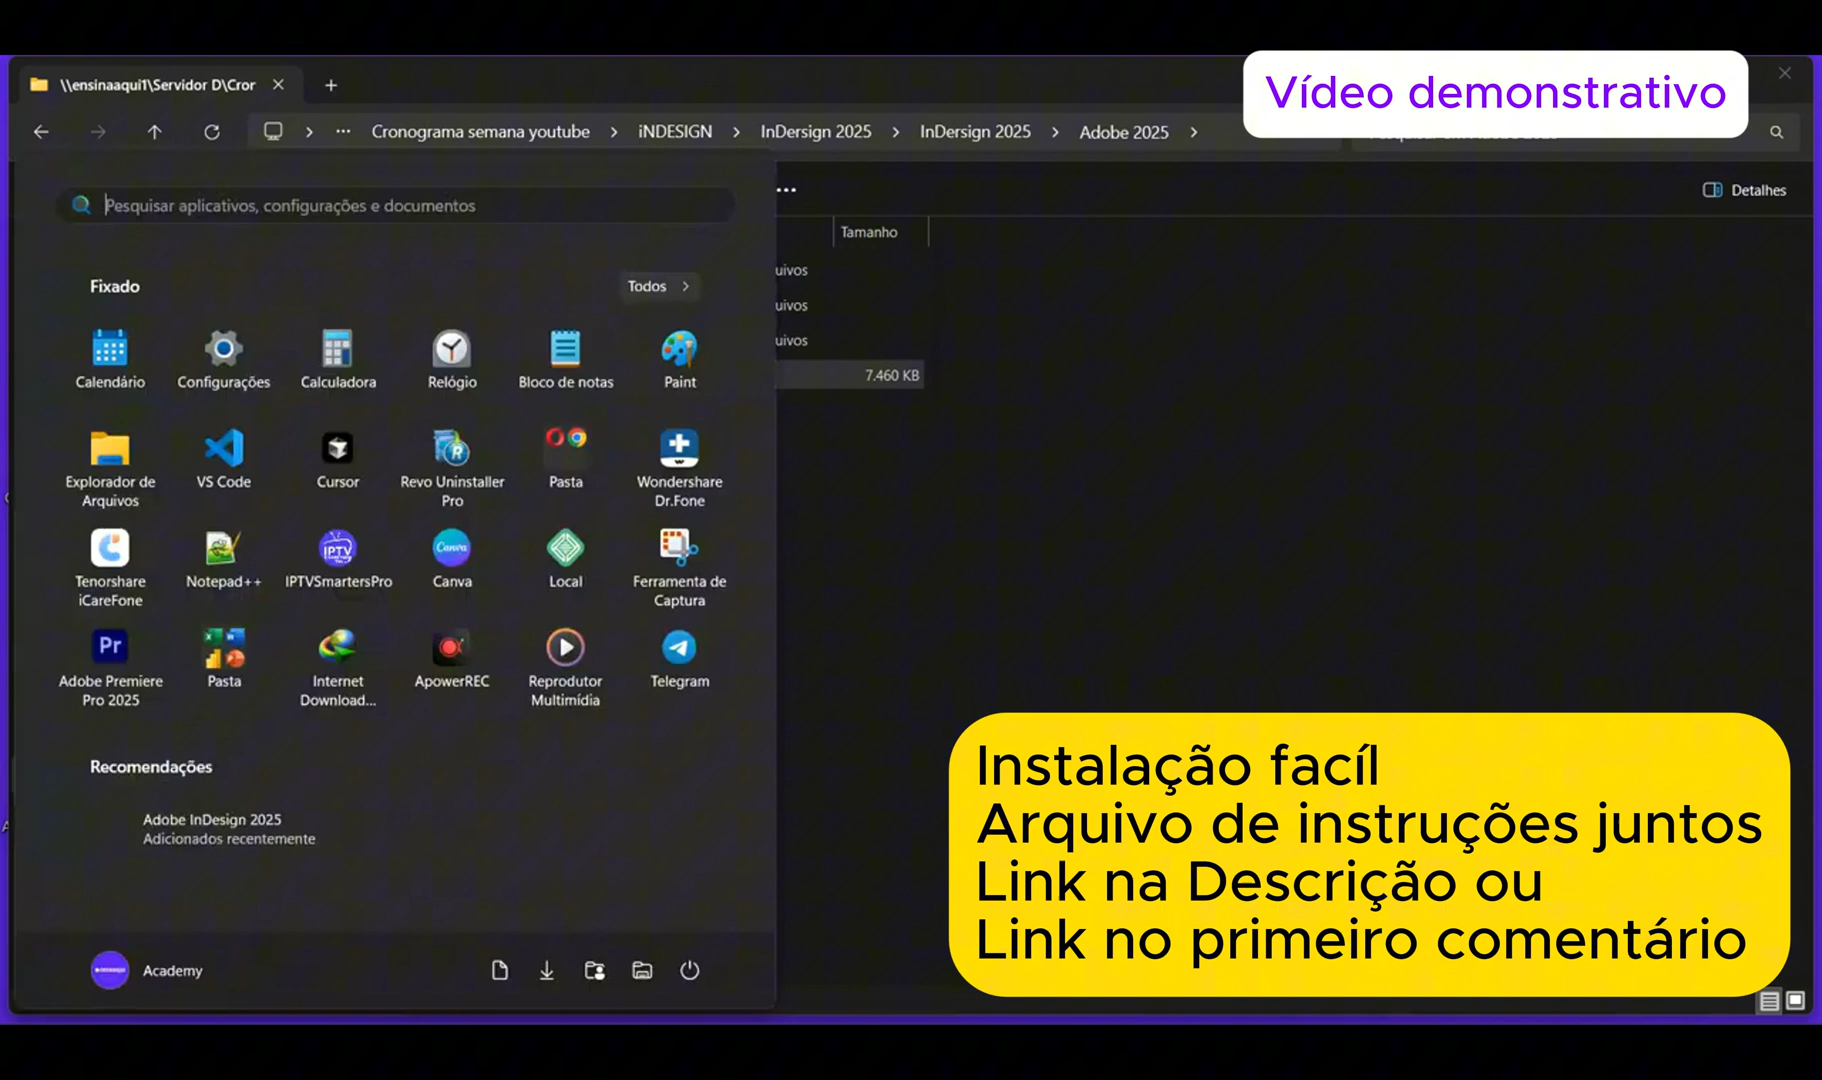 \\ensinaaqui1\Servidor D\Cror
Vídeo demonstrativo
Cronograma semana youtube > iNDESIGN > InDersign 2025 > InDersign 2025 > Adobe 2025 >
Pesquisar aplicativos, configurações e documentos
Detalhes
Tamanho
Fixado
Todos >
uivos
uivos
uivos
7.460 KB
Calendário Configurações Calculadora Relógio Bloco de notas Paint
Explorador de VS Code Cursor Revo Uninstaller Pasta Wondershare
Arquivos Pro Dr.Fone
IPTV Canva
Tenorshare Notepad++ IPTVSmartersPro Canva Local Ferramenta de
iCareFone Captura
Pr
Adobe Premiere Pasta Internet ApowerREC Reprodutor Telegram
Pro 2025 Download... Multimídia
Recomendações
Adobe InDesign 2025
Adicionados recentemente
Academy
Instalação facíl
Arquivo de instruções juntos
Link na Descrição ou
Link no primeiro comentário